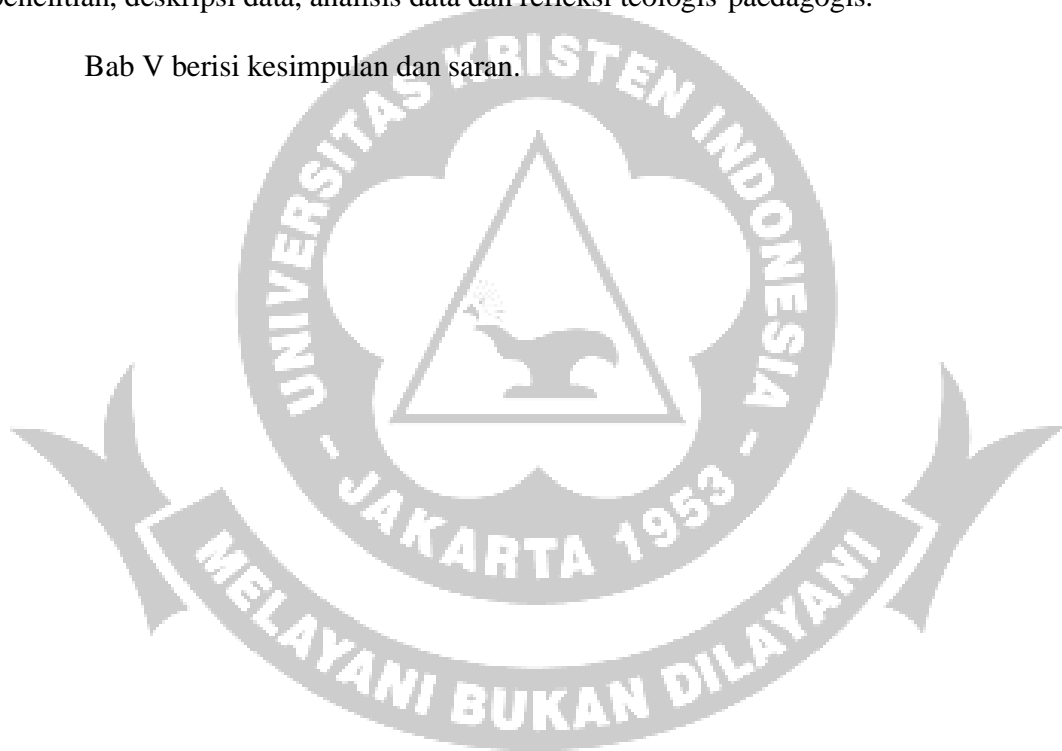 penelitian, deskripsi data, analisis data dan refleksi teologis-paedagogis.
Bab V berisi kesimpulan dan saran.
UNIVERSITAS KRISTEN INDONESIA
- JAKARTA 1953 -
MELAYANI BUKAN DILAYANI